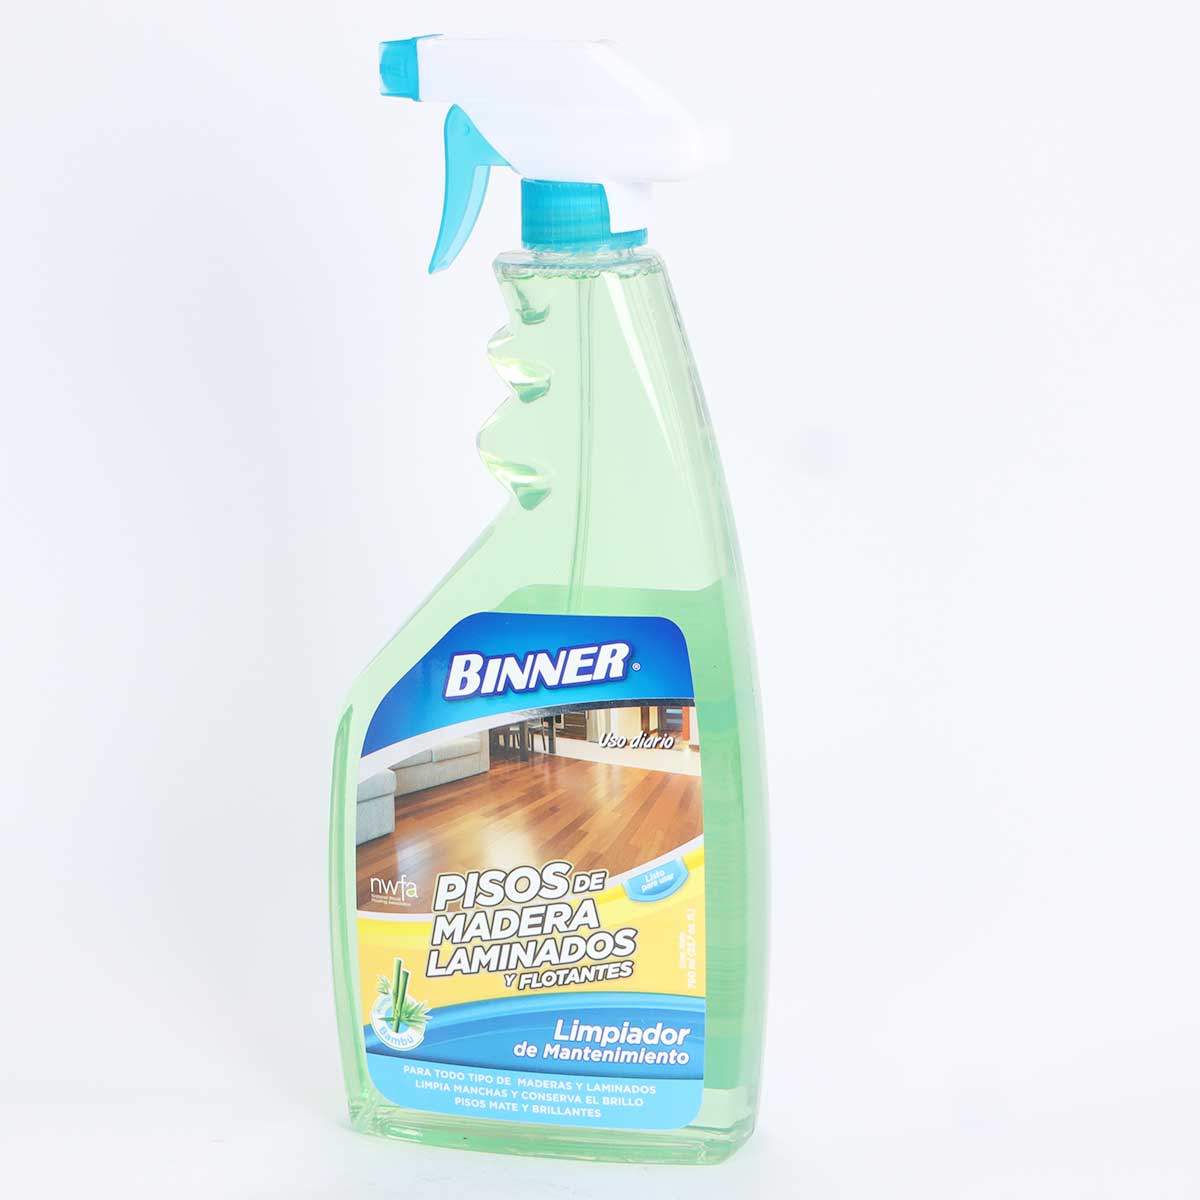 BINNER®
Uso diario
Listo
para usar
nwfa
PISOS DE
MADERA
LAMINADOS
Y FLOTANTES
Bambú
Limpiador
de Mantenimiento
PARA TODO TIPO DE MADERAS Y LAMINADOS
LIMPIA MANCHAS Y CONSERVA EL BRILLO
PISOS MATE Y BRILLANTES